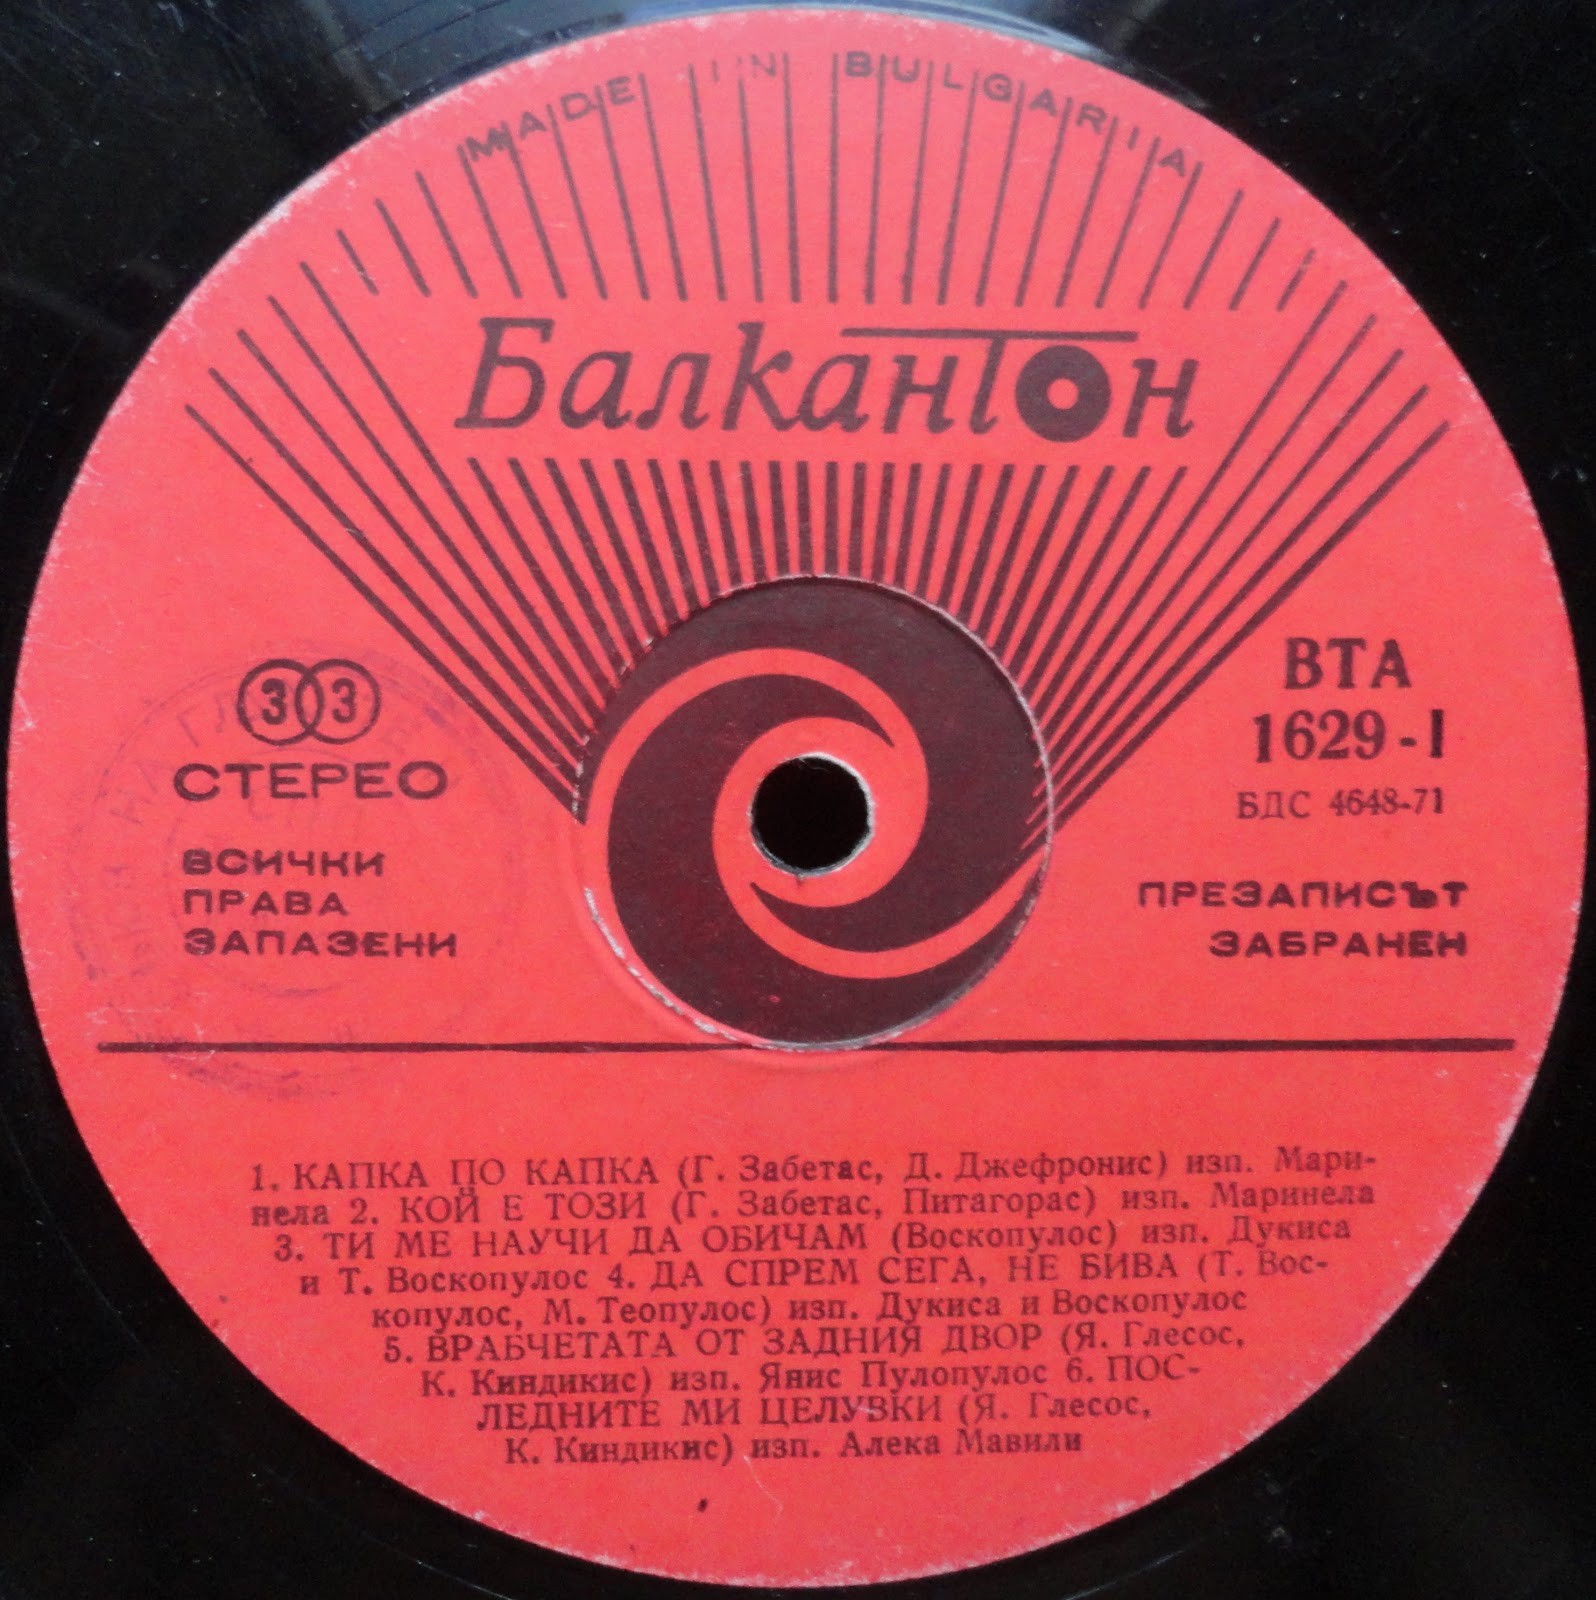 MADE IN BULGARIA
Балкантон
33
СТЕРЕО
ВСИЧКИ
ПРАВА
ЗАПАЗЕНИ
ВТА
1629-I
БДС 4648-71
ПРЕЗАПИСЪТ
ЗАБРАНЕН
1. КАПКА ПО КАПКА (Г. Забетас, Д. Джефронис) изп. Мари-
нела 2. КОЙ Е ТОЗИ (Г. Забетас, Питагорас) изп. Маринела
3. ТИ МЕ НАУЧИ ДА ОБИЧАМ (Воскопулос) изп. Дукиса
и Т. Воскопулос 4. ДА СПРЕМ СЕГА, НЕ БИВА (Т. Вос-
копулос, М. Теопулос) изп. Дукиса и Воскопулос
5. ВРАБЧЕТАТА ОТ ЗАДНИЯ ДВОР (Я. Глесос,
К. Киндикис) изп. Янис Пулопулос 6. ПОС-
ЛЕДНИТЕ МИ ЦЕЛУВКИ (Я. Глесос,
К. Киндикис) изп. Алека Мавили